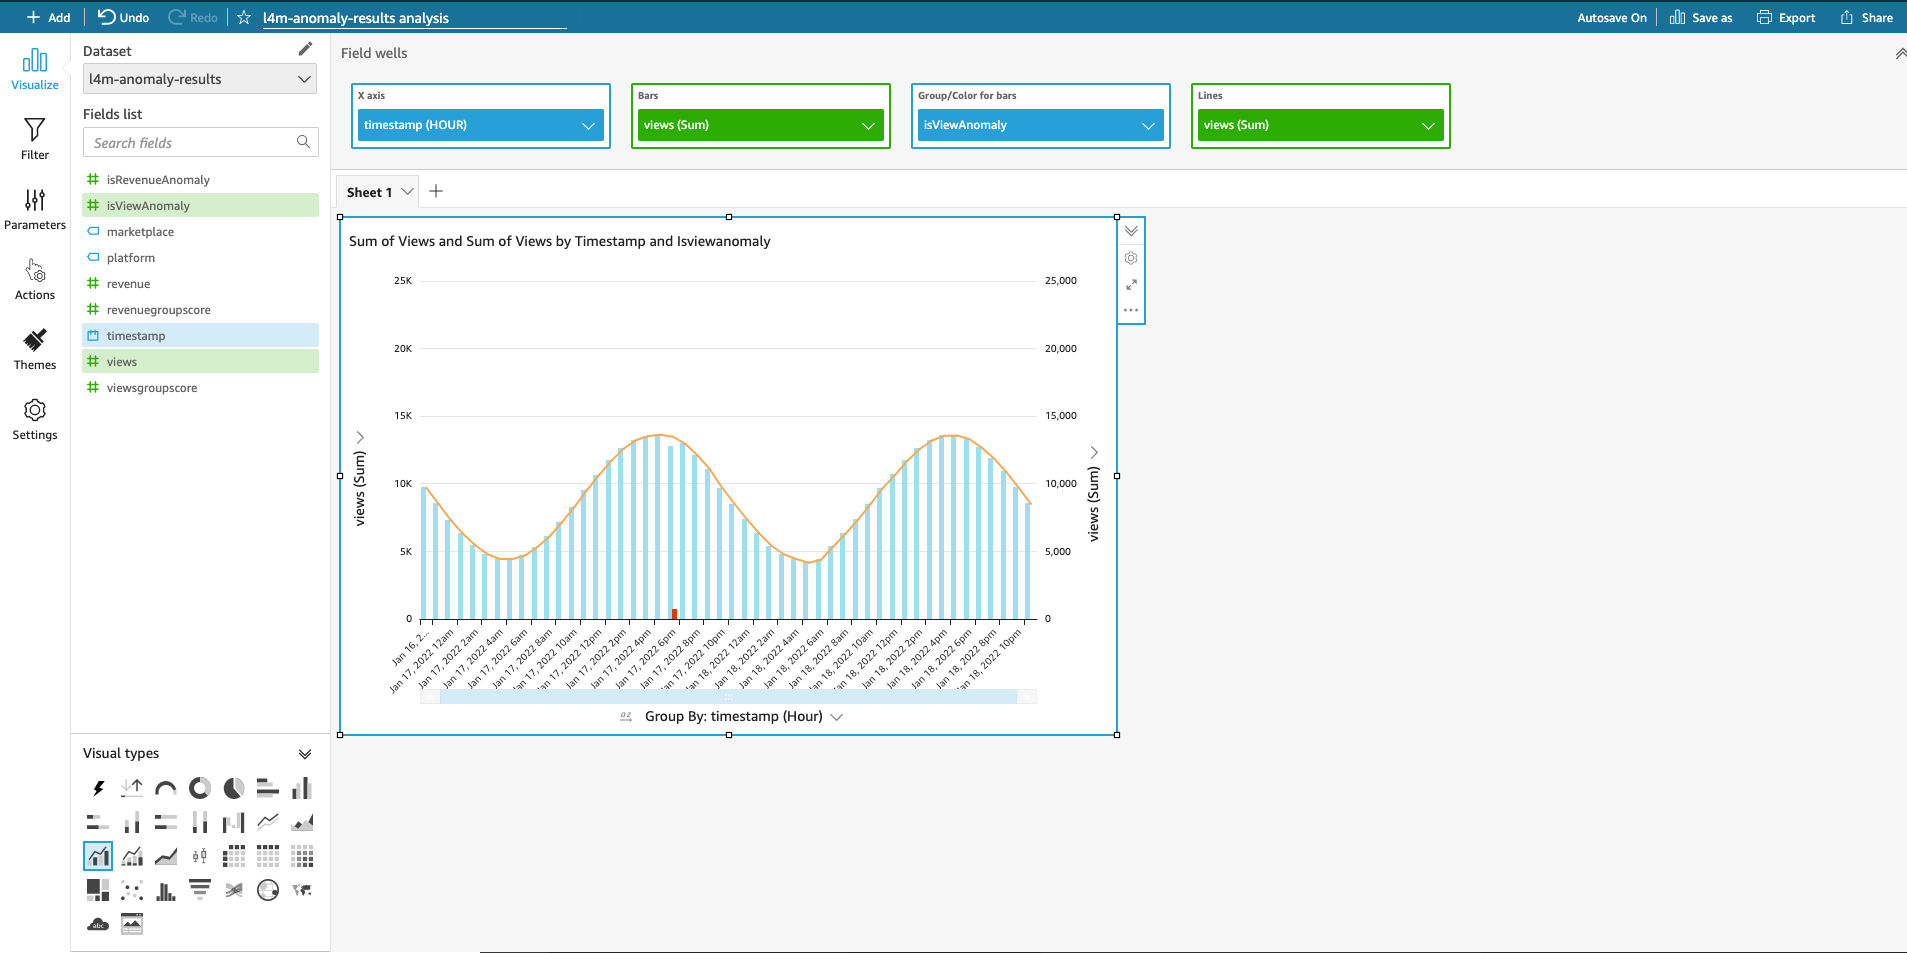 Add
Undo
Redo
l4m-anomaly-results analysis
Autosave On
Save as
Export
Share
Visualize
Filter
Parameters
Actions
Themes
Settings
Dataset
l4m-anomaly-results
Fields list
Search fields
isRevenueAnomaly
isViewAnomaly
marketplace
platform
revenue
revenuegroupscore
timestamp
views
viewsgroupscore
Visual types
abc
Field wells
X axis
timestamp (HOUR)
Bars
views (Sum)
Group/Color for bars
isViewAnomaly
Lines
views (Sum)
Sheet 1
Sum of Views and Sum of Views by Timestamp and Isviewanomaly
25K
20K
15K
10K
5K
0
views (Sum)
25,000
20,000
15,000
10,000
5,000
0
views (Sum)
Jan 16, 2...
Jan 17, 2022 12am
Jan 17, 2022 2am
Jan 17, 2022 4am
Jan 17, 2022 6am
Jan 17, 2022 8am
Jan 17, 2022 10am
Jan 17, 2022 12pm
Jan 17, 2022 2pm
Jan 17, 2022 4pm
Jan 17, 2022 6pm
Jan 17, 2022 8pm
Jan 17, 2022 10pm
Jan 18, 2022 12am
Jan 18, 2022 2am
Jan 18, 2022 4am
Jan 18, 2022 6am
Jan 18, 2022 8am
Jan 18, 2022 10am
Jan 18, 2022 12pm
Jan 18, 2022 2pm
Jan 18, 2022 4pm
Jan 18, 2022 6pm
Jan 18, 2022 8pm
Jan 18, 2022 10pm
az
Group By: timestamp (Hour)